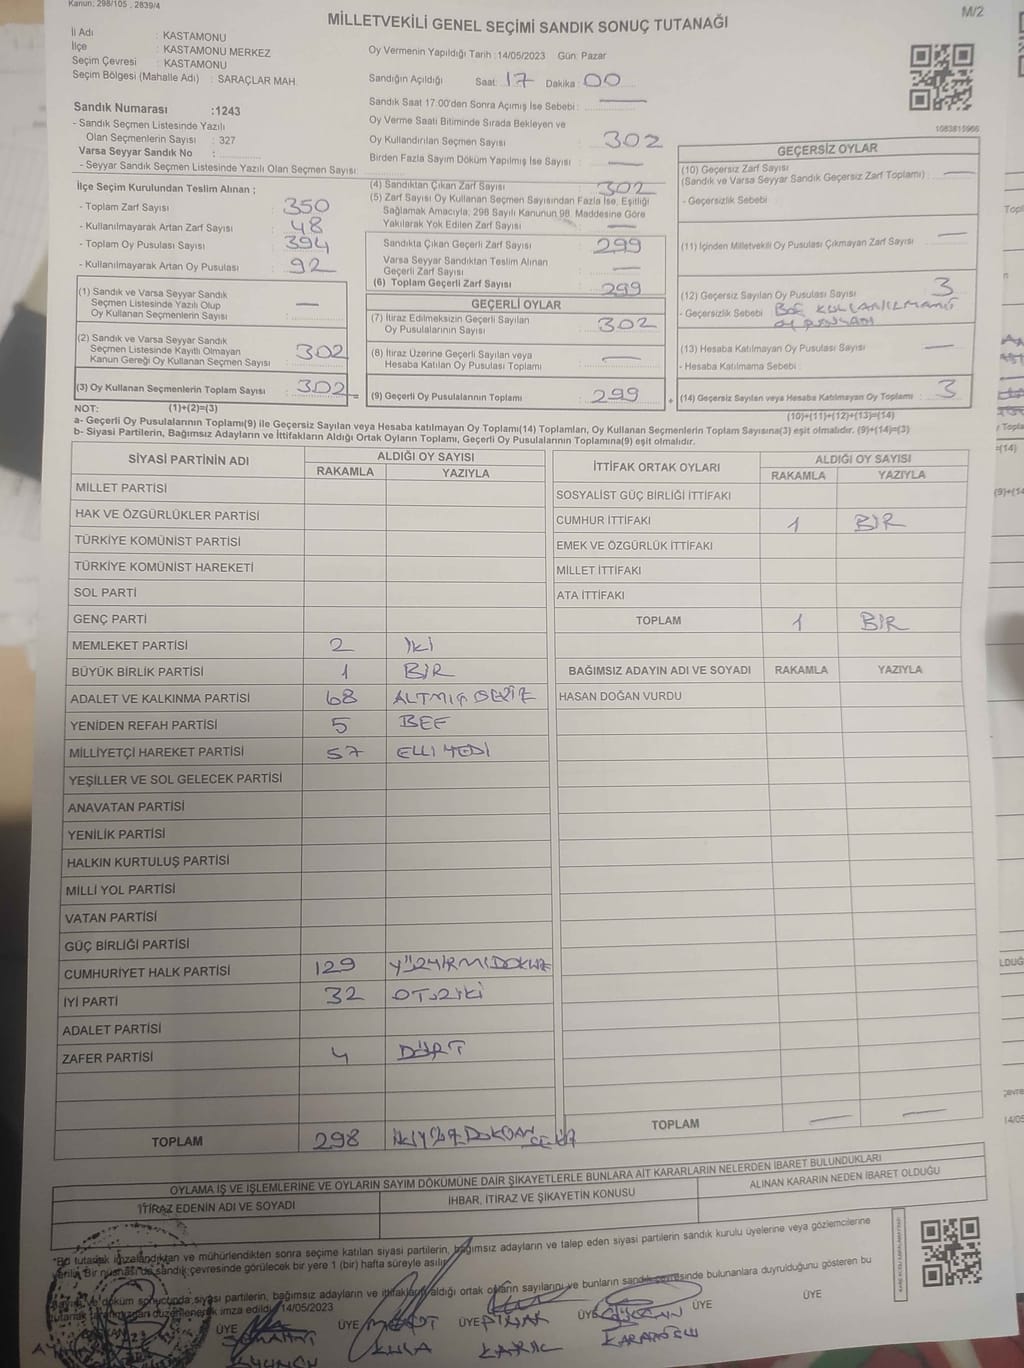 Kanun; 298/105 , 2839/4
MİLLETVEKİLİ GENEL SEÇİMİ SANDIK SONUÇ TUTANAĞI
M/2
İl Adı : KASTAMONU
İlçe : KASTAMONU MERKEZ
Seçim Çevresi : KASTAMONU
Seçim Bölgesi (Mahalle Adı) : SARAÇLAR MAH.
Oy Vermenin Yapıldığı Tarih :14/05/2023 Gün: Pazar
Sandığın Açıldığı Saat: 17 Dakika : 00
Sandık Saat 17:00'den Sonra Açımış İse Sebebi :
Sandık Numarası :1243
- Sandık Seçmen Listesinde Yazılı
Olan Seçmenlerin Sayısı : 327
Varsa Seyyar Sandık No :
- Seyyar Sandık Seçmen Listesinde Yazılı Olan Seçmen Sayısı:
Oy Verme Saati Bitiminde Sırada Bekleyen ve
Oy Kullandırılan Seçmen Sayısı : 302
Birden Fazla Sayım Döküm Yapılmış İse Sayısı :
1083815966
İlçe Seçim Kurulundan Teslim Alınan ;
- Toplam Zarf Sayısı : 350
- Kullanılmayarak Artan Zarf Sayısı : 48
- Toplam Oy Pusulası Sayısı : 394
- Kullanılmayarak Artan Oy Pusulası : 92
(1) Sandık ve Varsa Seyyar Sandık
Seçmen Listesinde Yazılı Olup
Oy Kullanan Seçmenlerin Sayısı : —
(2) Sandık ve Varsa Seyyar Sandık
Seçmen Listesinde Kayıtlı Olmayan
Kanun Gereği Oy Kullanan Seçmen Sayısı : 302
(3) Oy Kullanan Seçmenlerin Toplam Sayısı : 302
(4) Sandıktan Çıkan Zarf Sayısı : 302
(5) Zarf Sayısı Oy Kullanan Seçmen Sayısından Fazla İse, Eşitliği
Sağlamak Amacıyla, 298 Sayılı Kanunun 98. Maddesine Göre
Yakılarak Yok Edilen Zarf Sayısı : —
Sandıkta Çıkan Geçerli Zarf Sayısı : 299
Varsa Seyyar Sandıktan Teslim Alınan
Geçerli Zarf Sayısı : —
(6) Toplam Geçerli Zarf Sayısı : 299
GEÇERLİ OYLAR
(7) İtiraz Edilmeksizin Geçerli Sayılan
Oy Pusulalarının Sayısı : 302
(8) İtiraz Üzerine Geçerli Sayılan veya
Hesaba Katılan Oy Pusulası Toplamı : —
(9) Geçerli Oy Pusulalarının Toplamı : 299
GEÇERSİZ OYLAR
(10) Geçersiz Zarf Sayısı
(Sandık ve Varsa Seyyar Sandık Geçersiz Zarf Toplamı) : —
- Geçersizlik Sebebi :
(11) İçinden Milletvekili Oy Pusulası Çıkmayan Zarf Sayısı : —
(12) Geçersiz Sayılan Oy Pusulası Sayısı : 3
- Geçersizlik Sebebi : BOŞ KULLANILMAMIŞ
OY PUSULASI
(13) Hesaba Katılmayan Oy Pusulası Sayısı : —
- Hesaba Katılmama Sebebi :
(14) Geçersiz Sayılan veya Hesaba Katılmayan Oy Toplamı : 3
NOT: (1)+(2)=(3)
(10)+(11)+(12)+(13)=(14)
a- Geçerli Oy Pusulalarının Toplamı(9) ile Geçersiz Sayılan veya Hesaba katılmayan Oy Toplamı(14) Toplamları, Oy Kullanan Seçmenlerin Toplam Sayısına(3) eşit olmalıdır. (9)+(14)=(3)
b- Siyasi Partilerin, Bağımsız Adayların ve İttifakların Aldığı Ortak Oyların Toplamı, Geçerli Oy Pusulalarının Toplamına(9) eşit olmalıdır.
SİYASİ PARTİNİN ADI ALDIĞI OY SAYISI
RAKAMLA YAZIYLA
MİLLET PARTİSİ
HAK VE ÖZGÜRLÜKLER PARTİSİ
TÜRKİYE KOMÜNİST PARTİSİ
TÜRKİYE KOMÜNİST HAREKETİ
SOL PARTİ
GENÇ PARTİ
MEMLEKET PARTİSİ 2 İKİ
BÜYÜK BİRLİK PARTİSİ 1 BİR
ADALET VE KALKINMA PARTİSİ 68 ALTMIŞ SEKİZ
YENİDEN REFAH PARTİSİ 5 BEŞ
MİLLİYETÇİ HAREKET PARTİSİ 57 ELLİ YEDİ
YEŞİLLER VE SOL GELECEK PARTİSİ
ANAVATAN PARTİSİ
YENİLİK PARTİSİ
HALKIN KURTULUŞ PARTİSİ
MİLLİ YOL PARTİSİ
VATAN PARTİSİ
GÜÇ BİRLİĞİ PARTİSİ
CUMHURİYET HALK PARTİSİ 129 YÜZYİRMİDOKUZ
İYİ PARTİ 32 OTUZİKİ
ADALET PARTİSİ
ZAFER PARTİSİ 4 DÖRT
TOPLAM 298 İKİYÜZ DOKSAN SEKİZ
İTTİFAK ORTAK OYLARI ALDIĞI OY SAYISI
RAKAMLA YAZIYLA
SOSYALİST GÜÇ BİRLİĞİ İTTİFAKI
CUMHUR İTTİFAKI 1 BİR
EMEK VE ÖZGÜRLÜK İTTİFAKI
MİLLET İTTİFAKI
ATA İTTİFAKI
TOPLAM 1 BİR
BAĞIMSIZ ADAYIN ADI VE SOYADI RAKAMLA YAZIYLA
HASAN DOĞAN VURDU
TOPLAM — —
OYLAMA İŞ VE İŞLEMLERİNE VE OYLARIN SAYIM DÖKÜMÜNE DAİR ŞİKAYETLERLE BUNLARA AİT KARARLARIN NELERDEN İBARET BULUNDUKLARI
İTİRAZ EDENİN ADI VE SOYADI İHBAR, İTİRAZ VE ŞİKAYETİN KONUSU ALINAN KARARIN NEDEN İBARET OLDUĞU
*Bu tutanak imzalandıktan ve mühürlendikten sonra seçime katılan siyasi partilerin, bağımsız adayların ve talep eden siyasi partilerin sandık kurulu üyelerine veya gözlemcilerine
verilir. Bir nüshası da sandık çevresinde görülecek bir yere 1 (bir) hafta süreyle asılır.
Sayım ve döküm sonucunda siyasi partilerin, bağımsız adayların ve ittifakların aldığı ortak oyların sayılarını ve bunların sandık çevresinde bulunanlara duyrulduğunu gösteren bu
tutanak tarafımızdan düzenlenerek imza edildi. 14/05/2023
BAŞKAN ÜYE ÜYE ÜYE ÜYE ÜYE ÜYE
KARAOĞLU